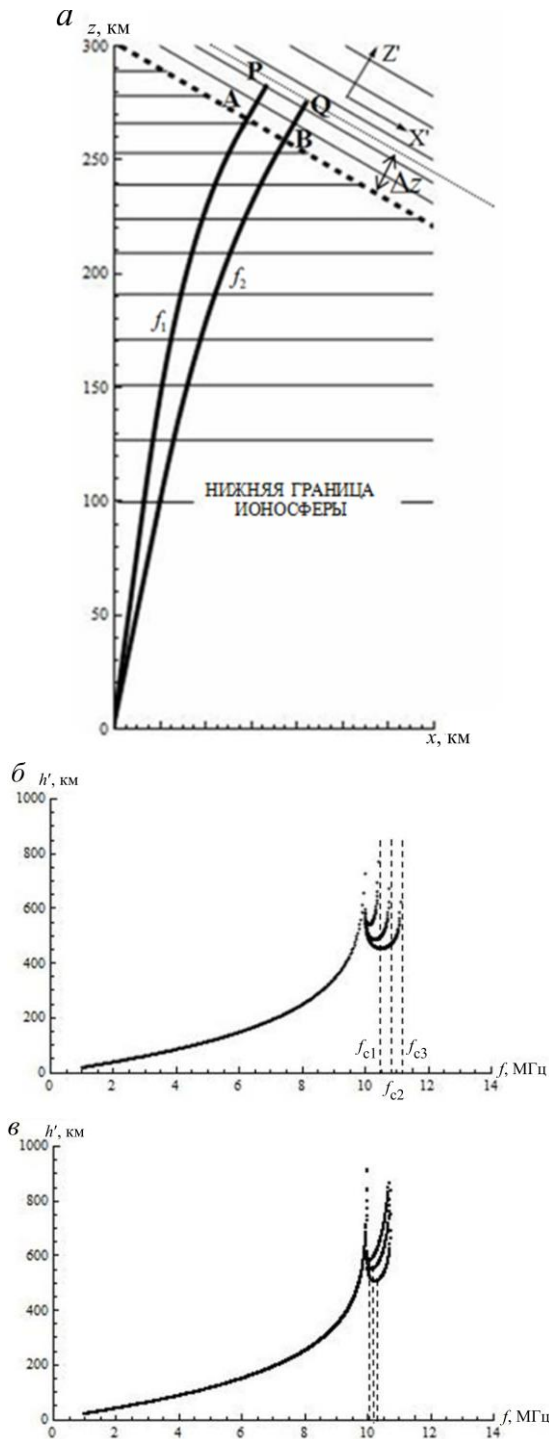 а
z, км
300
250
200
150
100
50
0
P
A
Q
B
Z'
X'
Δz
f1
f2
НИЖНЯЯ ГРАНИЦА
ИОНОСФЕРЫ
x, км
б
h', км
1000
800
600
400
200
0
fc1
fc2
fc3
0 2 4 6 8 10 12 14
f, МГц
в
h', км
1000
800
600
400
200
0
0 2 4 6 8 10 12 14
f, МГц